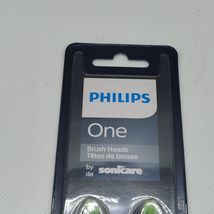 PHILIPS
One
Brush Heads
Têtes de brosse
by
de sonicare